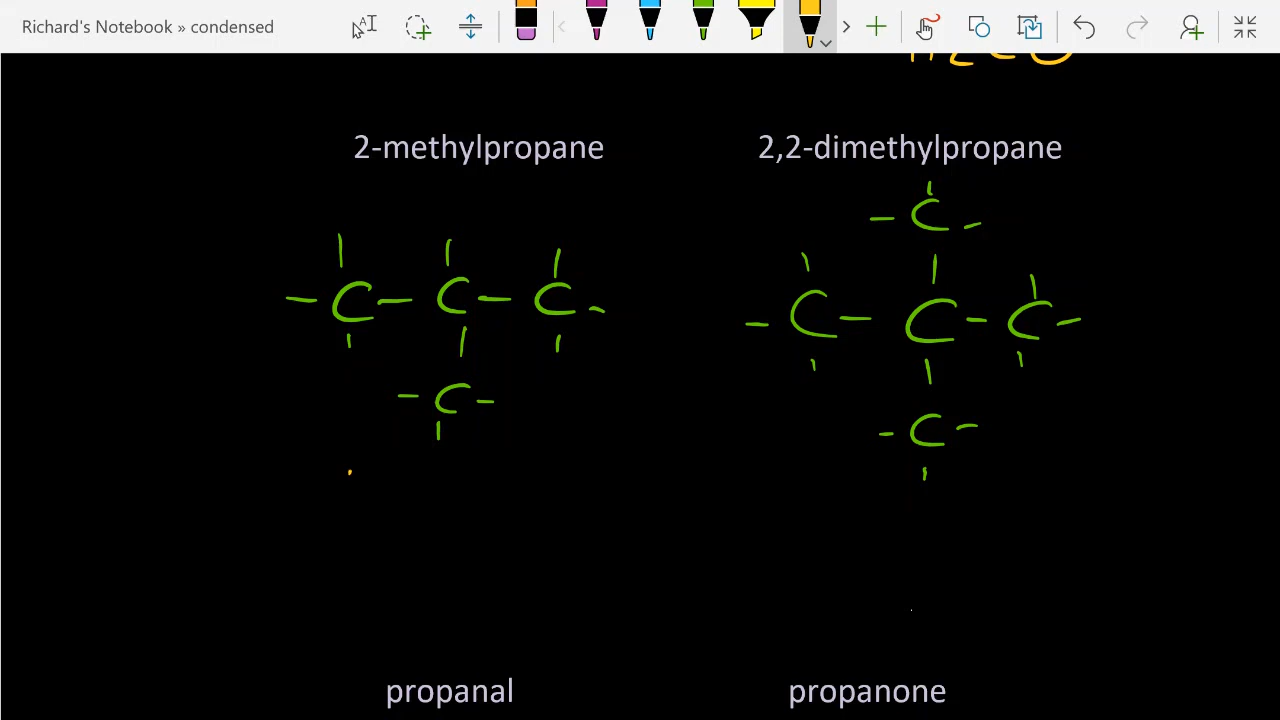 Richard's Notebook » condensed
2-methylpropane 2,2-dimethylpropane
C
C C C C C C
C
C
propanal propanone